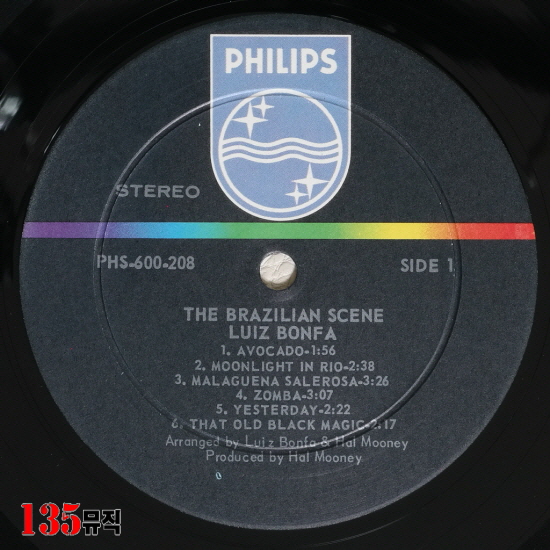 PHILIPS
STEREO
PHS-600-208
SIDE 1
THE BRAZILIAN SCENE
LUIZ BONFA
1. AVOCADO-1:56
2. MOONLIGHT IN RIO-2:38
3. MALAGUENA SALEROSA-3:26
4. ZOMBA-3:07
5. YESTERDAY-2:22
6. THAT OLD BLACK MAGIC-2:17
Arranged by Luiz Bonfa & Hal Mooney
Produced by Hal Mooney
135뮤직